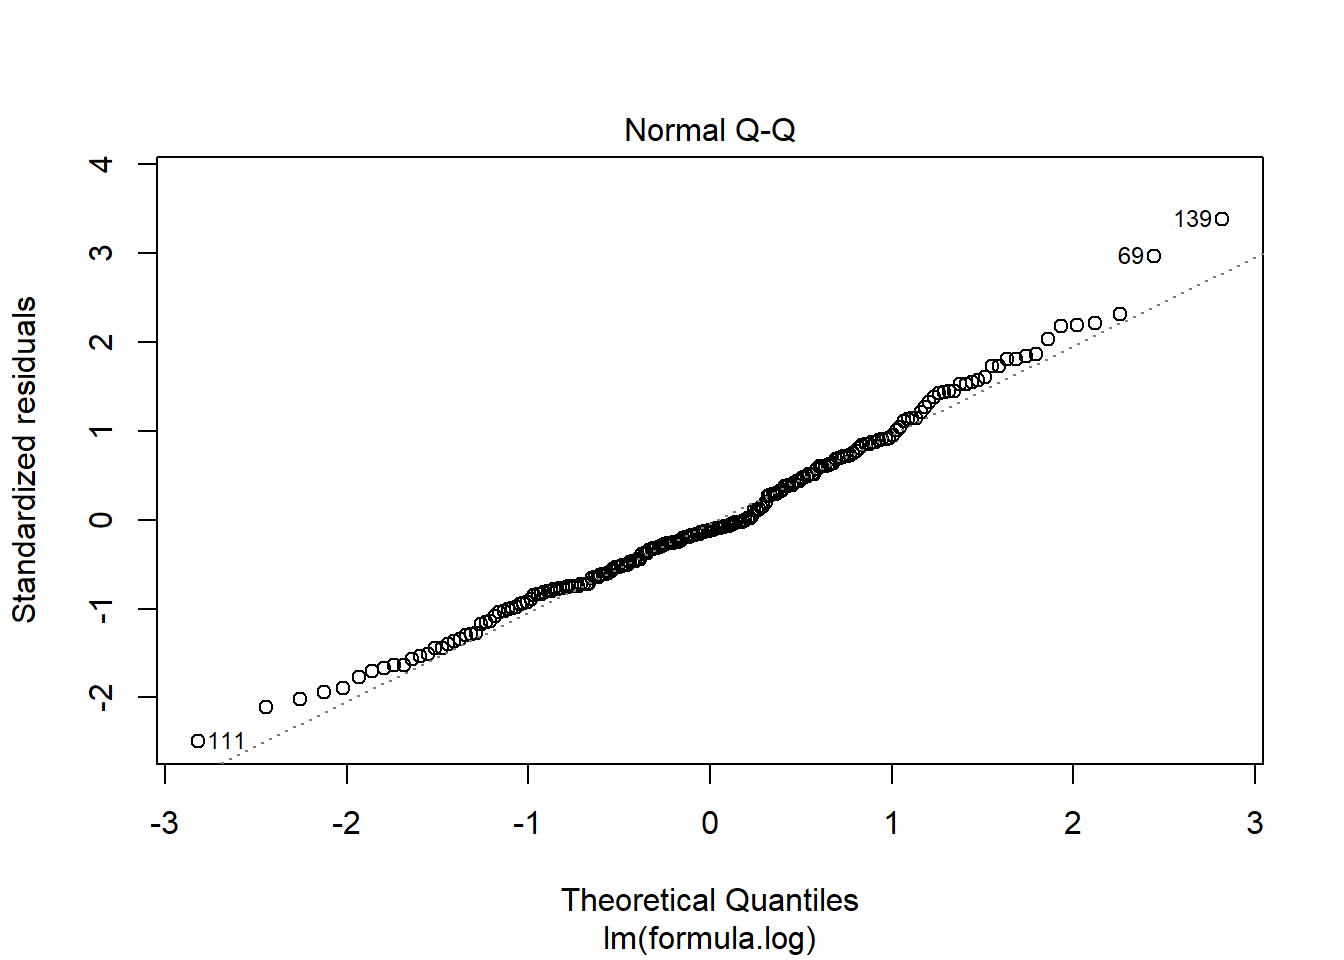 Normal Q-Q
4
3
2
1
0
-1
-2
Standardized residuals
139
69
111
-3 -2 -1 0 1 2 3
Theoretical Quantiles
lm(formula.log)